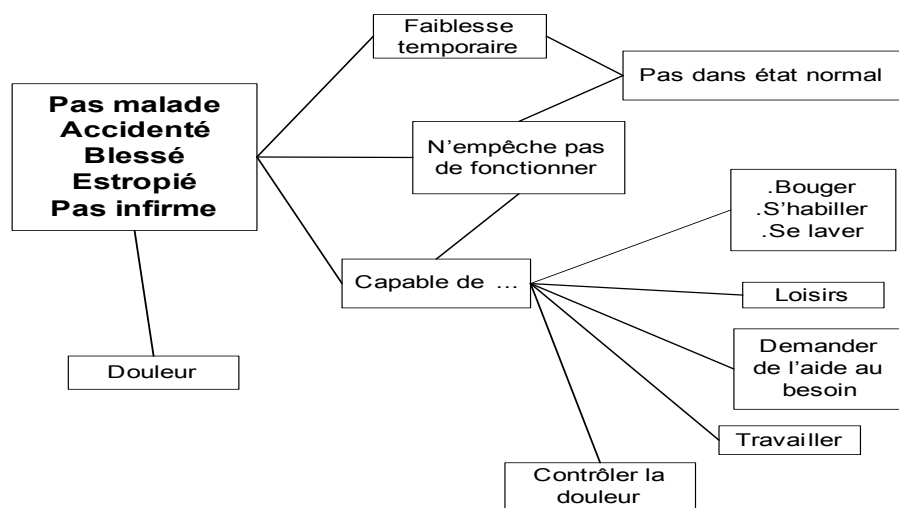 Faiblesse
temporaire
Pas dans état normal
Pas malade
Accidenté
Blessé
Estropié
Pas infirme
N'empêche pas
de fonctionner
.Bouger
.S'habiller
.Se laver
Capable de ...
Loisirs
Demander
de l'aide au
besoin
Douleur
Travailler
Contrôler la
douleur